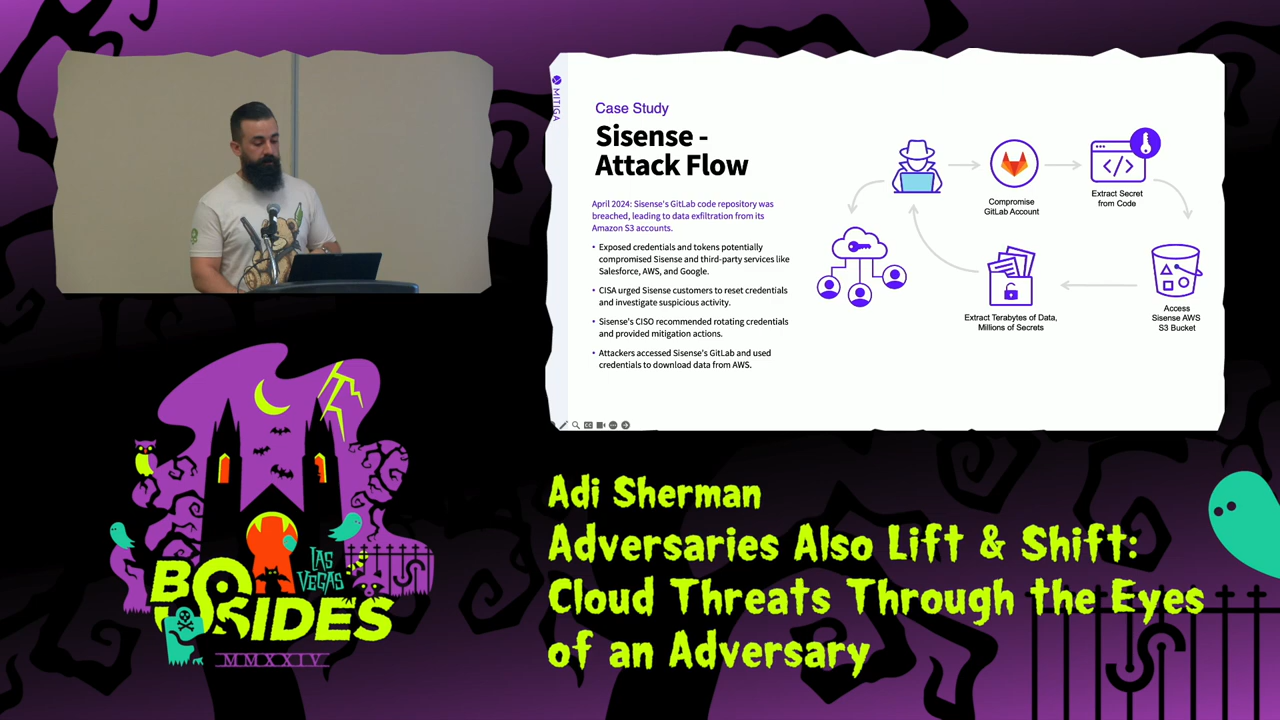 MITIGA
Case Study
Sisense -
Attack Flow
April 2024: Sisense's GitLab code repository was
breached, leading to data exfiltration from its
Amazon S3 accounts.
• Exposed credentials and tokens potentially
compromised Sisense and third-party services like
Salesforce, AWS, and Google.
• CISA urged Sisense customers to reset credentials
and investigate suspicious activity.
• Sisense's CISO recommended rotating credentials
and provided mitigation actions.
• Attackers accessed Sisense's GitLab and used
credentials to download data from AWS.
Compromise
GitLab Account
</>
Extract Secret
from Code
Access
Sisense AWS
S3 Bucket
Extract Terabytes of Data,
Millions of Secrets
LAS
VEGAS
BSIDES
MMXXIV
Adi Sherman
Adversaries Also Lift & Shift:
Cloud Threats Through the Eyes
of an Adversary